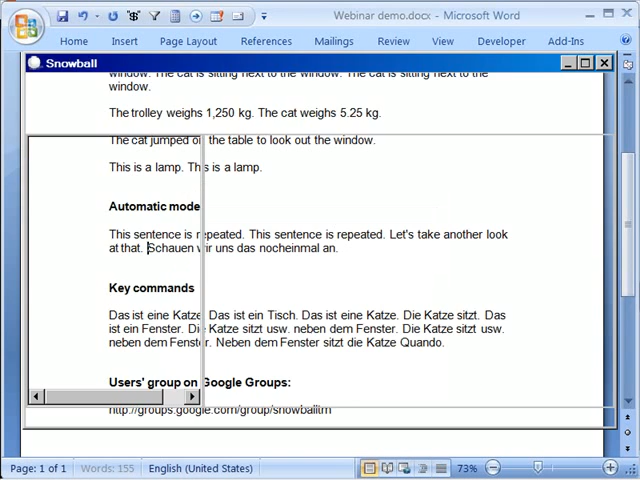 Webinar demo.docx - Microsoft Word
Home Insert Page Layout References Mailings Review View Developer Add-Ins
Snowball
window. The cat is sitting next to the window. The cat is sitting next to the
window.
The trolley weighs 1,250 kg. The cat weighs 5.25 kg.
The cat jumped on the table to look out the window.
This is a lamp. This is a lamp.
Automatic mode
This sentence is repeated. This sentence is repeated. Let's take another look
at that. Schauen wir uns das nocheinmal an.
Key commands
Das ist eine Katze. Das ist ein Tisch. Das ist eine Katze. Die Katze sitzt. Das
ist ein Fenster. Die Katze sitzt usw. neben dem Fenster. Die Katze sitzt usw.
neben dem Fenster. Neben dem Fenster sitzt die Katze Quando.
Users' group on Google Groups:
http://groups.google.com/group/snowballtm
Page: 1 of 1 Words: 155 English (United States) 73%